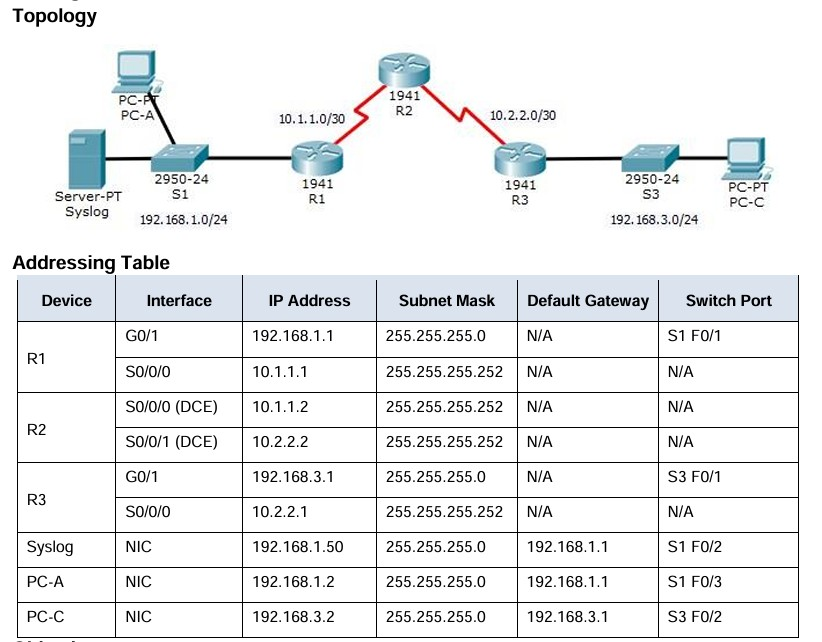 Topology
PC-PT
PC-A
1941
R2
10.1.1.0/30
10.2.2.0/30
Server-PT
Syslog
2950-24
S1
1941
R1
1941
R3
2950-24
S3
PC-PT
PC-C
192.168.1.0/24
192.168.3.0/24
Addressing Table
Device Interface IP Address Subnet Mask Default Gateway Switch Port
R1 G0/1 192.168.1.1 255.255.255.0 N/A S1 F0/1
S0/0/0 10.1.1.1 255.255.255.252 N/A N/A
R2 S0/0/0 (DCE) 10.1.1.2 255.255.255.252 N/A N/A
S0/0/1 (DCE) 10.2.2.2 255.255.255.252 N/A N/A
R3 G0/1 192.168.3.1 255.255.255.0 N/A S3 F0/1
S0/0/0 10.2.2.1 255.255.255.252 N/A N/A
Syslog NIC 192.168.1.50 255.255.255.0 192.168.1.1 S1 F0/2
PC-A NIC 192.168.1.2 255.255.255.0 192.168.1.1 S1 F0/3
PC-C NIC 192.168.3.2 255.255.255.0 192.168.3.1 S3 F0/2